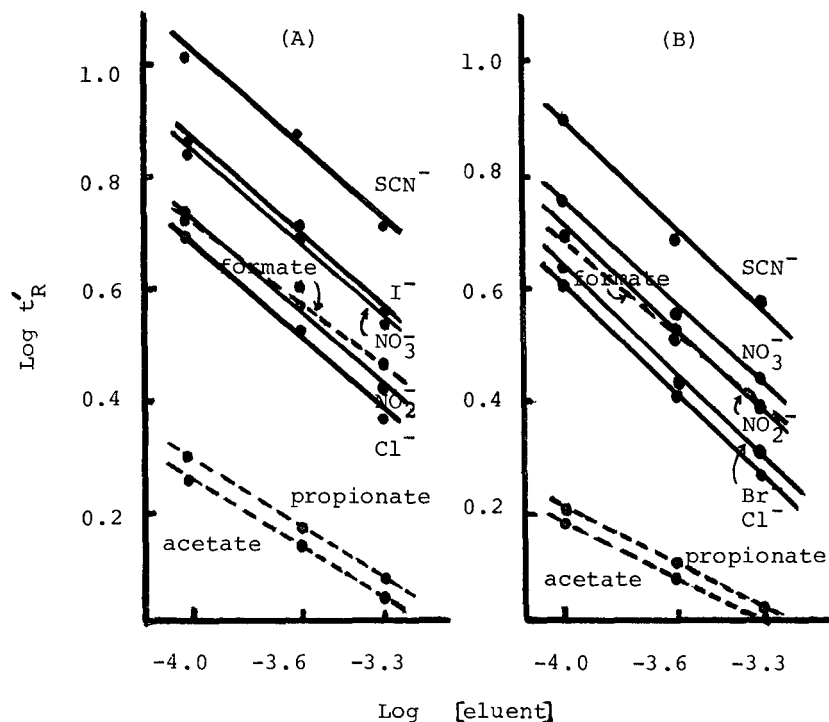 (A)
(B)
1.0
0.8
0.6
0.4
0.2
Log t'R
SCN⁻
formate
I⁻
NO₃⁻
NO₂⁻
Cl⁻
propionate
acetate
-4.0 -3.6 -3.3
1.0
0.8
0.6
0.4
0.2
SCN⁻
formate
NO₃⁻
NO₂⁻
Br⁻
Cl⁻
propionate
acetate
-4.0 -3.6 -3.3
Log [eluent]